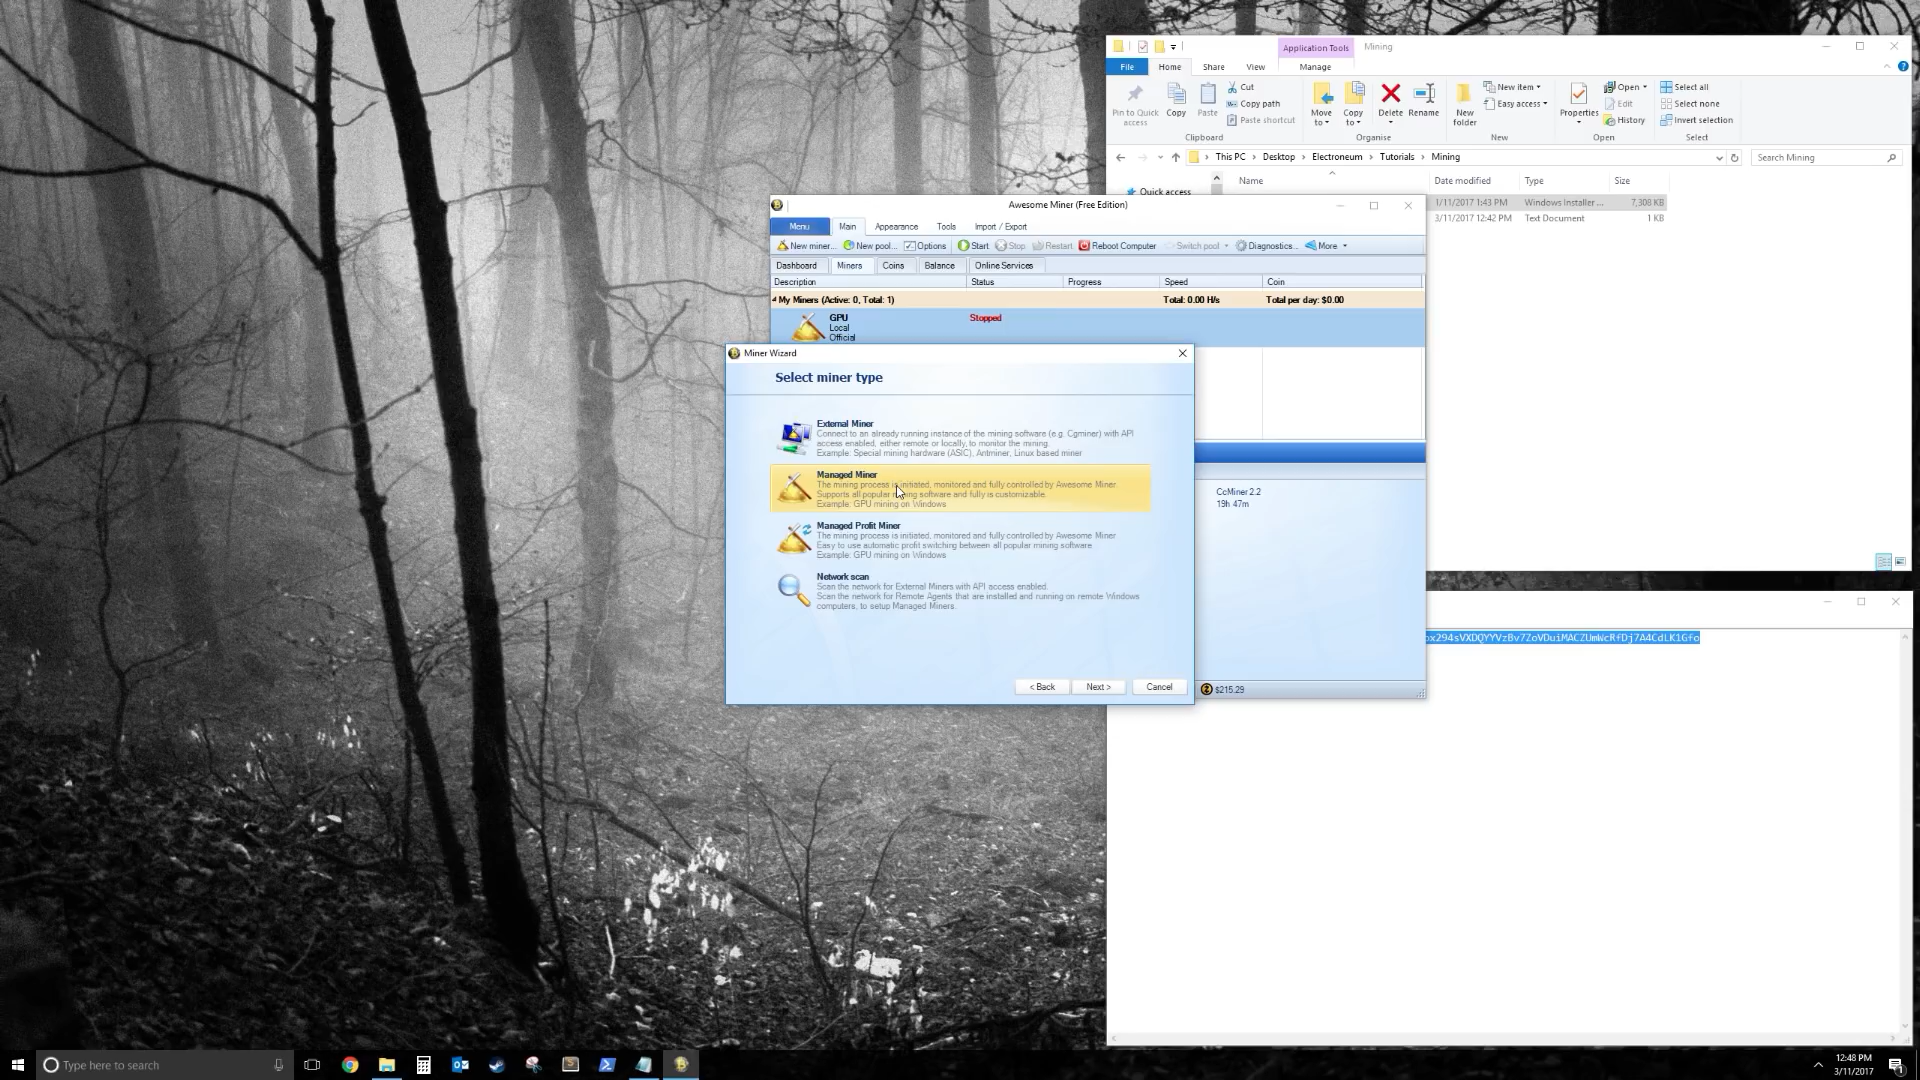 Application Tools
Mining
File
Home
Share
View
Manage
Pin to Quick access
Copy
Paste
Cut
Copy path
Paste shortcut
Clipboard
Move to
Copy to
Delete
Rename
Organise
New folder
New item
Easy access
New
Properties
Open
Edit
History
Open
Select all
Select none
Invert selection
Select
This PC > Desktop > Electroneum > Tutorials > Mining
Search Mining
Quick access
Name
Date modified
Type
Size
1/11/2017 1:43 PM
Windows Installer ...
7,308 KB
3/11/2017 12:42 PM
Text Document
1 KB
Awesome Miner (Free Edition)
Menu
Main
Appearance
Tools
Import / Export
New miner...
New pool...
Options
Start
Stop
Restart
Reboot Computer
Switch pool
Diagnostics...
More
Dashboard
Miners
Coins
Balance
Online Services
Description
Status
Progress
Speed
Coin
My Miners (Active: 0, Total: 1)
Total: 0.00 H/s
Total per day: $0.00
GPU
Local
Official
Stopped
CcMiner 2.2
19h 47m
$215.29
Miner Wizard
Select miner type
External Miner
Connect to an already running instance of the mining software (e.g. Cgminer) with API
access enabled, either remote or locally, to monitor the mining.
Example: Special mining hardware (ASIC), Antminer, Linux based miner
Managed Miner
The mining process is initiated, monitored and fully controlled by Awesome Miner
Supports all popular mining software and fully is customizable.
Example: GPU mining on Windows
Managed Profit Miner
The mining process is initiated, monitored and fully controlled by Awesome Miner
Easy to use automatic profit switching between all popular mining software
Example: GPU mining on Windows
Network scan
Scan the network for External Miners with API access enabled.
Scan the network for Remote Agents that are installed and running on remote Windows
computers, to setup Managed Miners.
< Back
Next >
Cancel
ox294sVXDQYYVzBv7ZoVDuiMACZUmWcRfDj7A4CdLK1Gfo
Type here to search
12:48 PM
3/11/2017